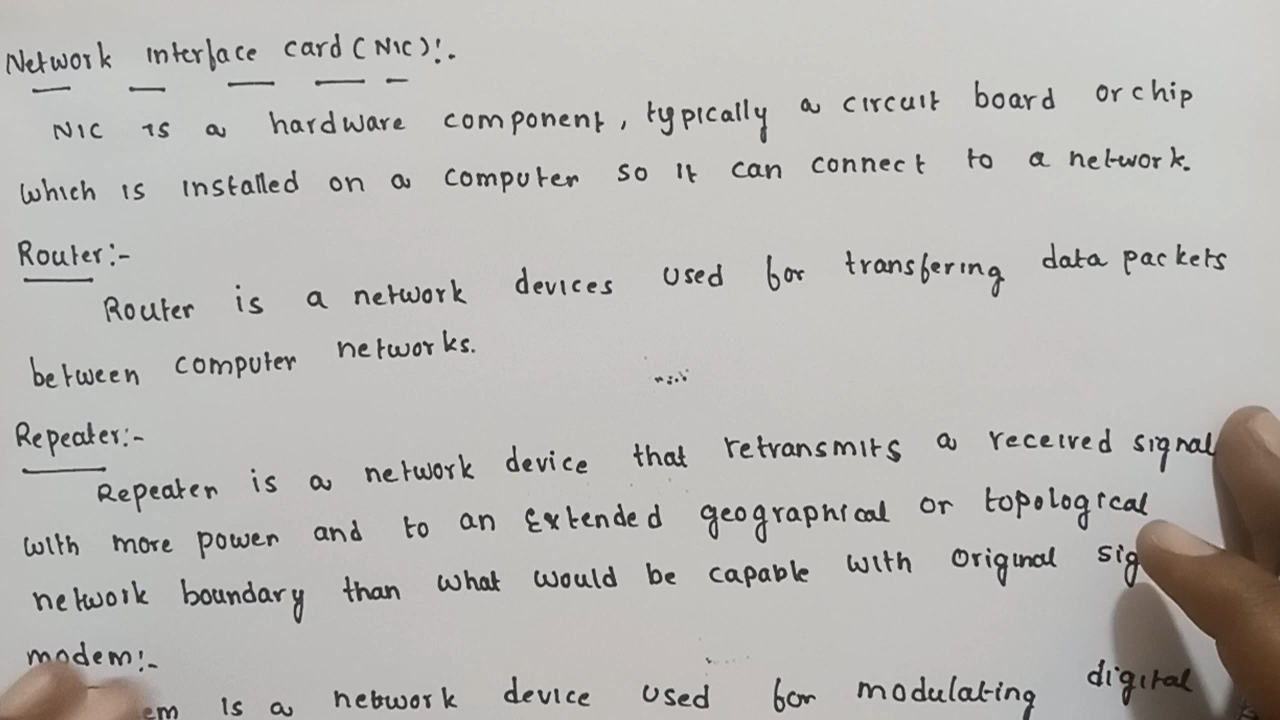 Network interface card (NIC):-
NIC is a hardware component, typically a circuit board or chip
which is installed on a computer so it can connect to a network.
Router:-
Router is a network devices used for transfering data packets
between computer networks.
Repeater:-
Repeater is a network device that retransmits a received signal
with more power and to an Extended geographical or topological
network boundary than what would be capable with original
modem:-
is a network device used for modulating digital